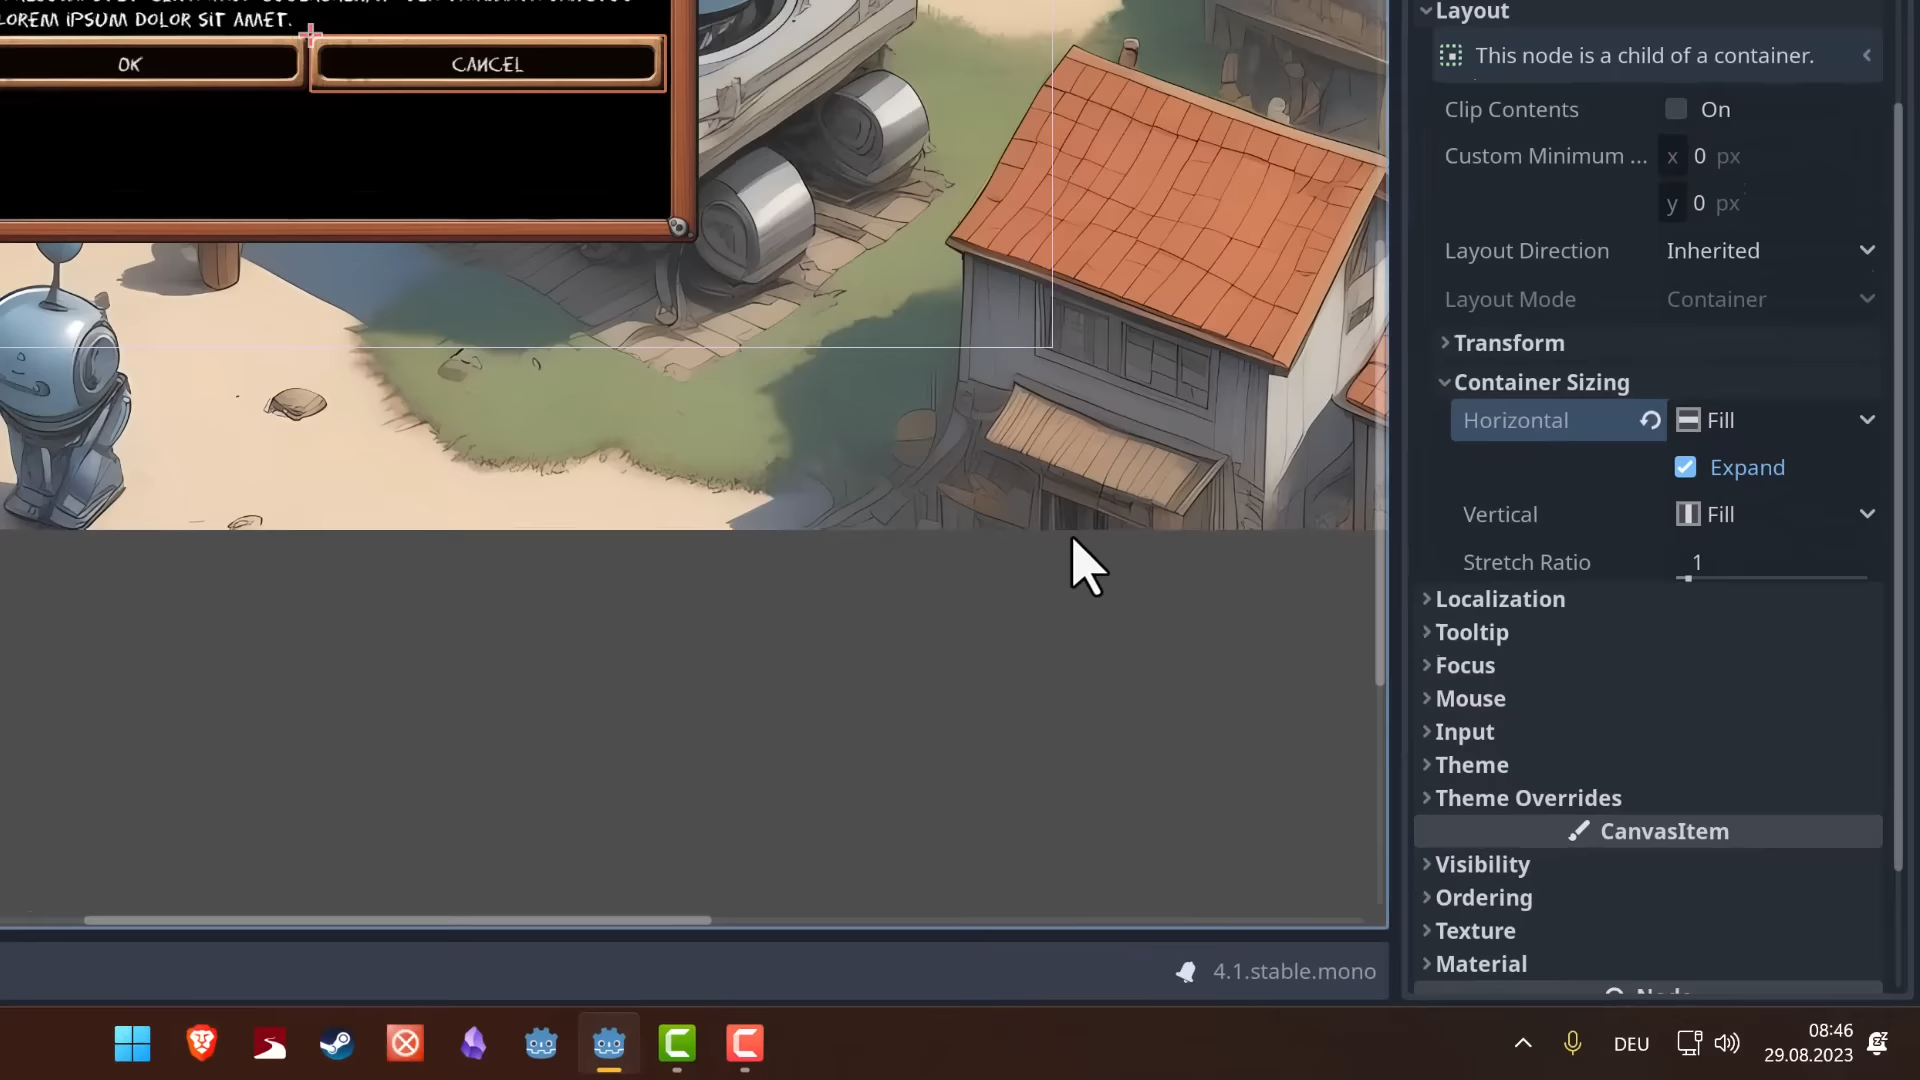 LOREM IPSUM DOLOR SIT AMET.
OK
CANCEL
Layout
This node is a child of a container.
Clip Contents
On
Custom Minimum ...
x 0 px
y 0 px
Layout Direction
Inherited
Layout Mode
Container
Transform
Container Sizing
Horizontal
Fill
Expand
Vertical
Fill
Stretch Ratio
1
Localization
Tooltip
Focus
Mouse
Input
Theme
Theme Overrides
CanvasItem
Visibility
Ordering
Texture
Material
4.1.stable.mono
DEU
08:46
29.08.2023